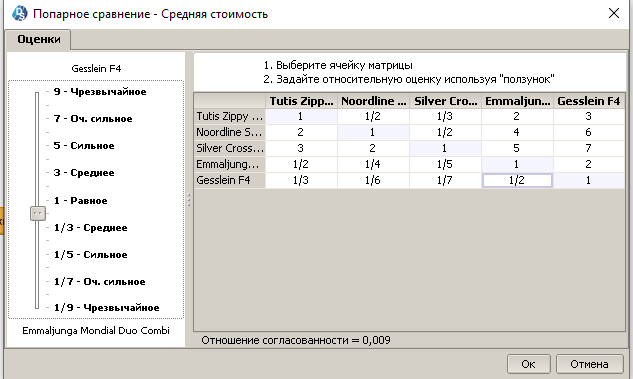 Попарное сравнение - Средняя стоимость
Оценки
Gesslein F4
9 - Чрезвычайное
7 - Оч. сильное
5 - Сильное
3 - Среднее
1 - Равное
1/3 - Среднее
1/5 - Сильное
1/7 - Оч. сильное
1/9 - Чрезвычайное
Emmaljunga Mondial Duo Combi
1. Выберите ячейку матрицы
2. Задайте относительную оценку используя "ползунок"
Tutis Zipp... Noordline ... Silver Cro... Emmaljun... Gesslein F4
Tutis Zippy ... 1 1/2 1/3 2 3
Noordline S... 2 1 1/2 4 6
Silver Cross... 3 2 1 5 7
Emmaljung... 1/2 1/4 1/5 1 2
Gesslein F4 1/3 1/6 1/7 1/2 1
Отношение согласованности = 0,009
Ок Отмена